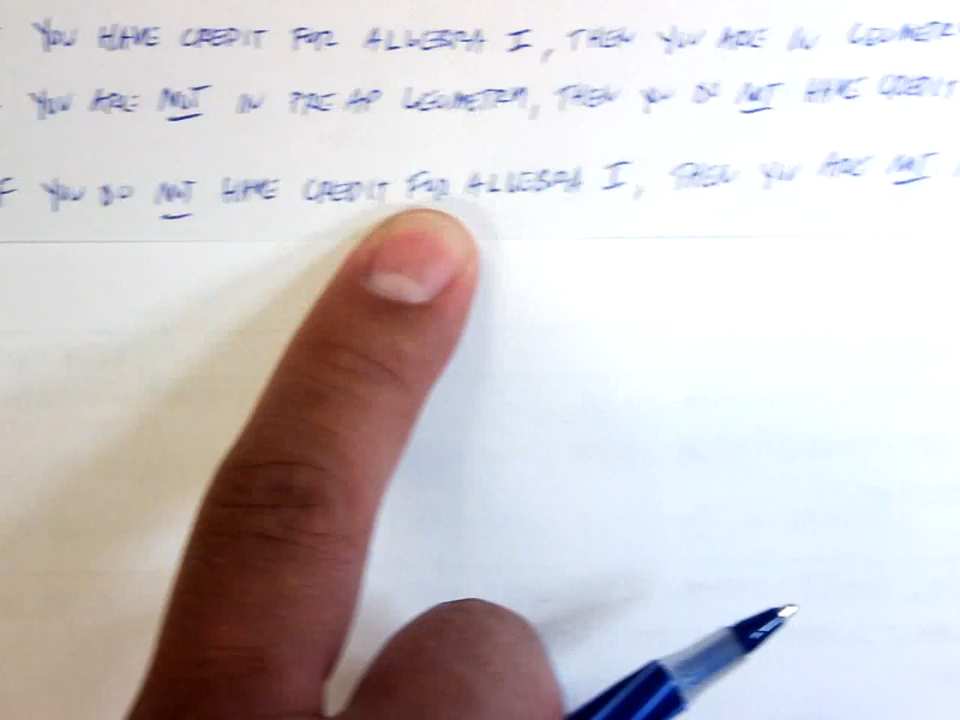 YOU HAVE CREDIT FOR ALGEBRA I, THEN YOU ARE IN GEOMETR
YOU ARE NOT IN PRE AP GEOMETRY, THEN YOU DO NOT HAVE CREDIT
F YOU DO NOT HAVE CREDIT FOR ALGEBRA I, THEN YOU ARE NOT